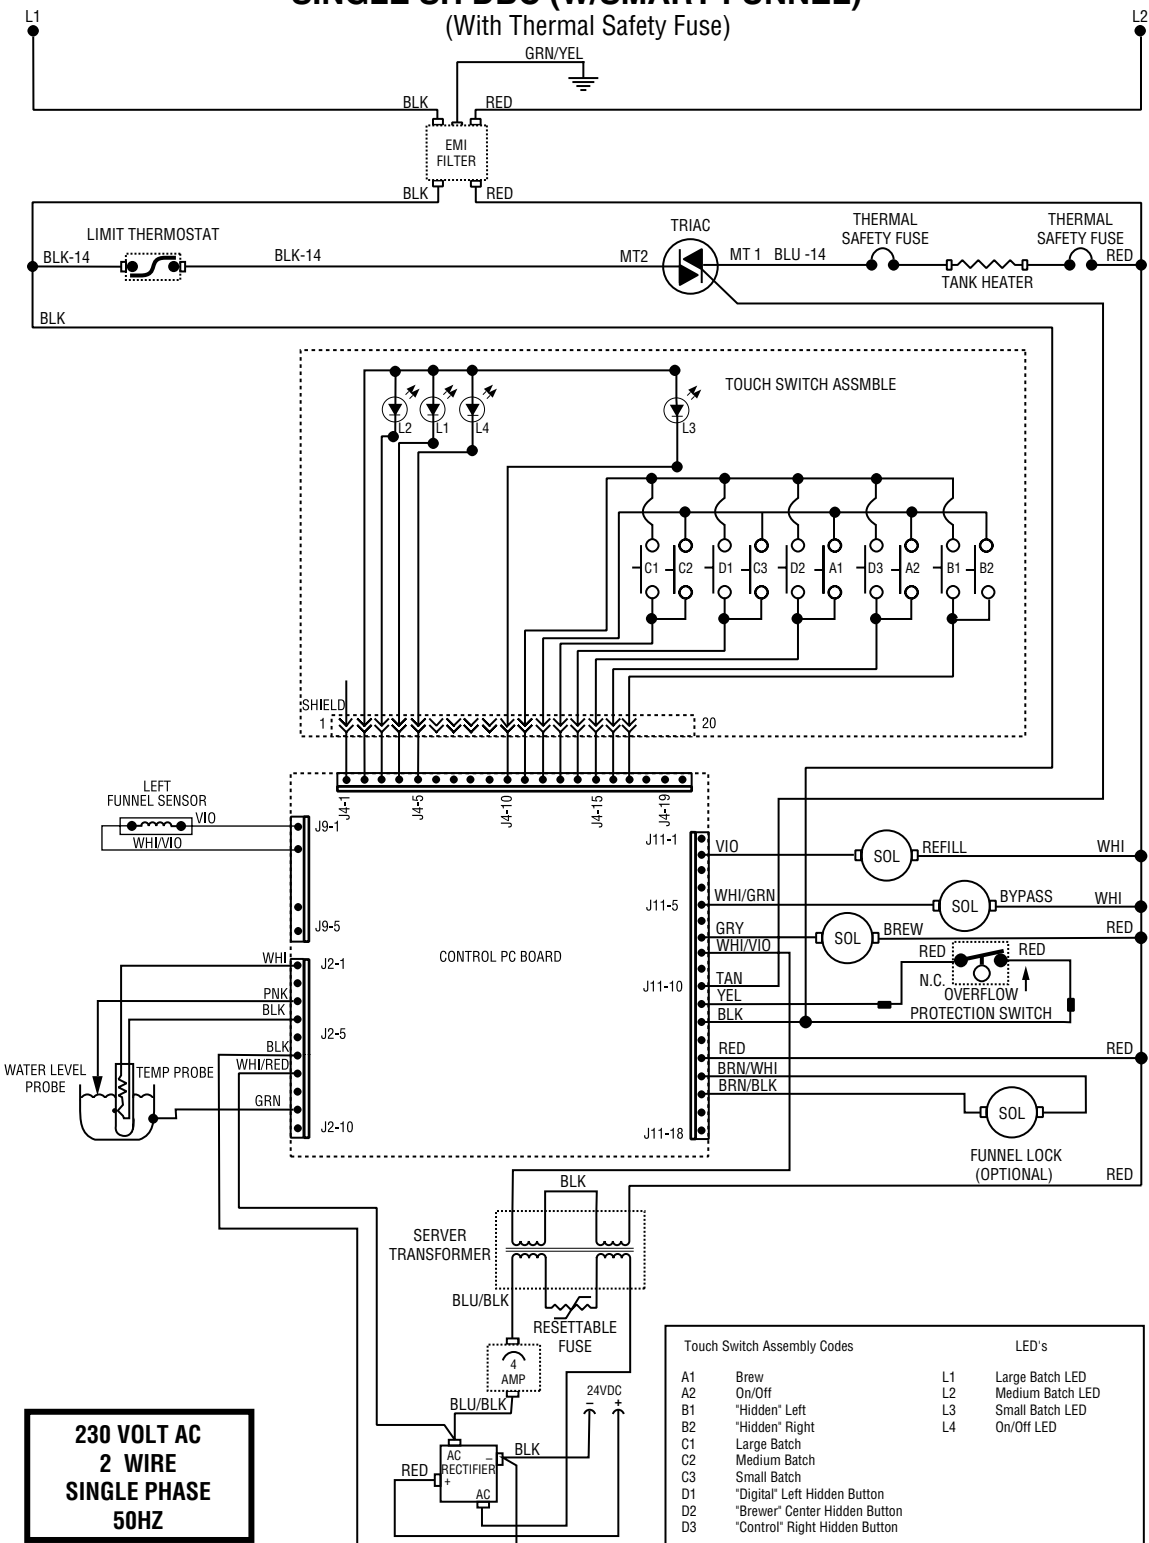 SINGLE SH DBC (W/SMART FUNNEL)
(With Thermal Safety Fuse)
L1
L2
GRN/YEL
BLK
RED
EMI
FILTER
BLK
RED
LIMIT THERMOSTAT
TRIAC
THERMAL
SAFETY FUSE
THERMAL
SAFETY FUSE
BLK-14
BLK-14
MT2
MT 1
BLU -14
RED
TANK HEATER
BLK
TOUCH SWITCH ASSMBLE
L2
L1
L4
L3
C1
C2
D1
C3
D2
A1
D3
A2
B1
B2
SHIELD
1
20
J4-1
J4-5
J4-10
J4-15
J4-19
LEFT
FUNNEL SENSOR
VIO
WHI/VIO
J9-1
J9-5
J11-1
VIO
SOL
REFILL
WHI
J11-5
WHI/GRN
SOL
BYPASS
WHI
GRY
SOL
BREW
RED
WHI/VIO
CONTROL PC BOARD
RED
RED
N.C.
OVERFLOW
PROTECTION SWITCH
J11-10
TAN
YEL
BLK
WHI
J2-1
PNK
BLK
J2-5
BLK
WHI/RED
WATER LEVEL
PROBE
TEMP PROBE
GRN
J2-10
RED
RED
BRN/WHI
BRN/BLK
SOL
J11-18
FUNNEL LOCK
(OPTIONAL)
RED
BLK
SERVER
TRANSFORMER
BLU/BLK
RESETTABLE
FUSE
4
AMP
BLU/BLK
24VDC
–
+
BLK
AC
–
RECTIFIER
+
AC
RED
Touch Switch Assembly Codes
LED's
A1 Brew
L1 Large Batch LED
A2 On/Off
L2 Medium Batch LED
B1 "Hidden" Left
L3 Small Batch LED
B2 "Hidden" Right
L4 On/Off LED
C1 Large Batch
C2 Medium Batch
C3 Small Batch
D1 "Digital" Left Hidden Button
D2 "Brewer" Center Hidden Button
D3 "Control" Right Hidden Button
230 VOLT AC
2 WIRE
SINGLE PHASE
50HZ